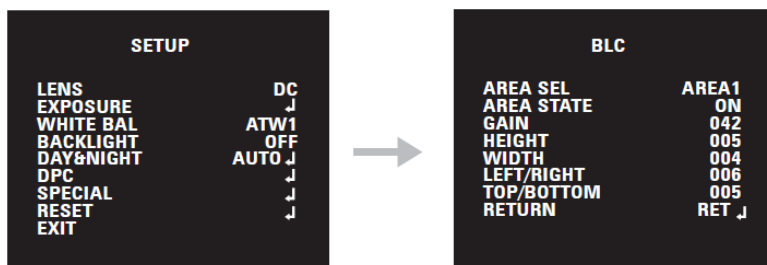 SETUP
LENS DC
EXPOSURE ↲
WHITE BAL ATW1
BACKLIGHT OFF
DAY&NIGHT AUTO ↲
DPC ↲
SPECIAL ↲
RESET ↲
EXIT
BLC
AREA SEL AREA1
AREA STATE ON
GAIN 042
HEIGHT 005
WIDTH 004
LEFT/RIGHT 006
TOP/BOTTOM 005
RETURN RET ↲